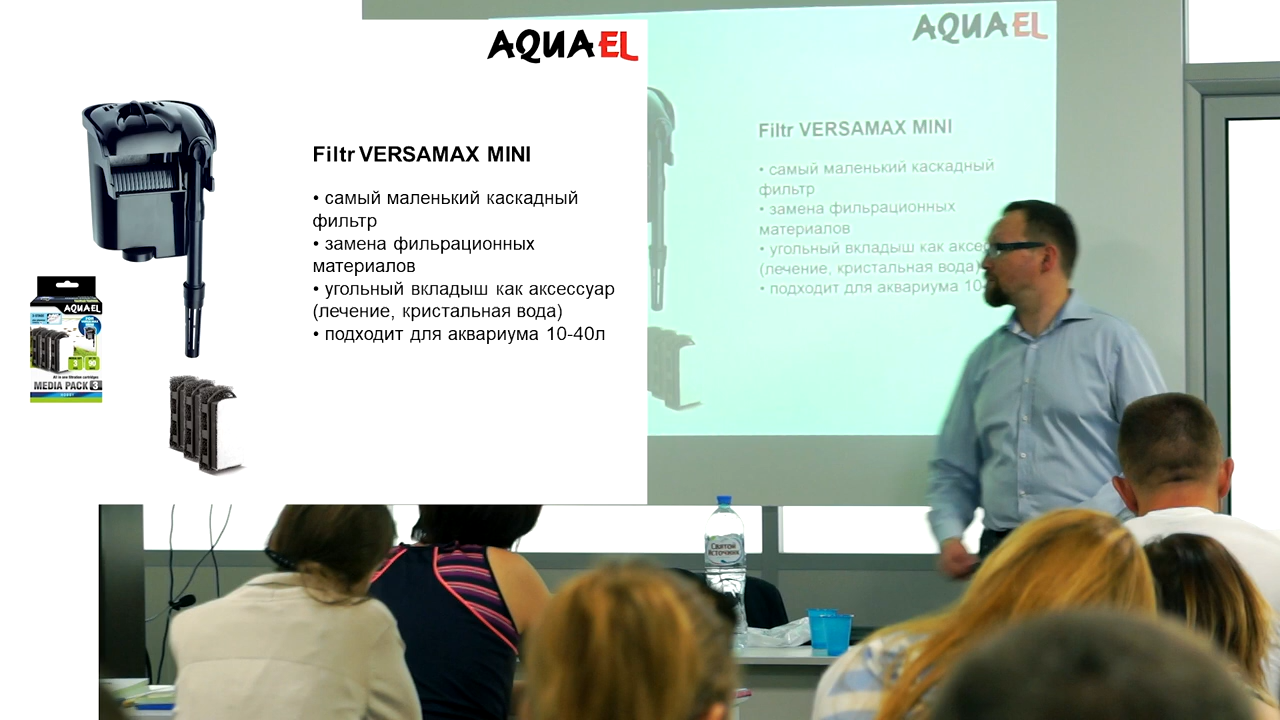 AQUAEL
Filtr VERSAMAX MINI
• самый маленький каскадный
фильтр
• замена фильрационных
материалов
• угольный вкладыш как аксессуар
(лечение, кристальная вода)
• подходит для аквариума 10-40л
AQUAEL
MEDIA PACK 3
AQUAEL
Filtr VERSAMAX MINI
• самый маленький каскадный
фильтр
• замена фильрационных
материалов
• угольный вкладыш как аксес
(лечение, кристальная вода)
• подходит для аквариума 10-
Святой
Источник